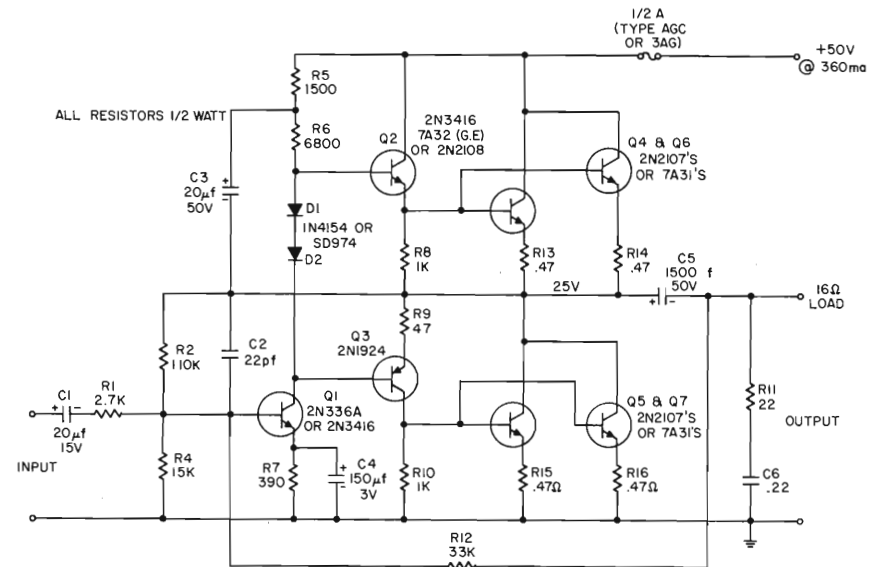 1/2 A
(TYPE AGC
OR 3AG)
+50V
@ 360ma
R5
1500
ALL RESISTORS 1/2 WATT
R6
6800
Q2
2N3416
7A32 (G.E)
OR 2N2108
Q4 & Q6
2N2107'S
OR 7A31'S
C3
20µf
50V
+
-
D1
1N4154 OR
SD974
D2
R8
1K
R13
.47
R14
.47
C5
1500 f
50V
+ -
25V
16Ω
LOAD
R9
47
R2
110K
C2
22pf
Q3
2N1924
C1
+ -
20µf
15V
R1
2.7K
Q1
2N336A
OR 2N3416
Q5 & Q7
2N2107'S
OR 7A31'S
R11
22
OUTPUT
INPUT
R4
15K
R7
390
+
-
C4
150µf
3V
R10
1K
R15
.47Ω
R16
.47Ω
C6
.22
R12
33K